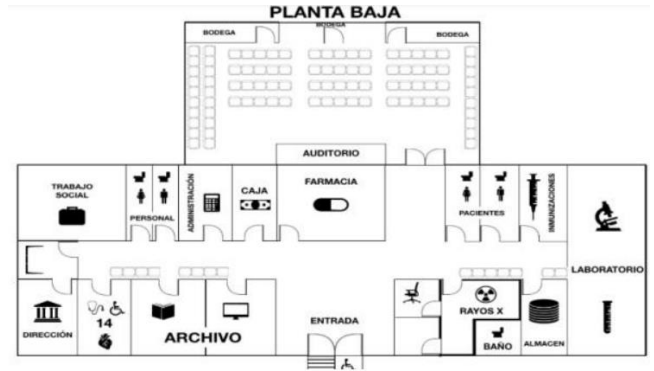 PLANTA BAJA
BODEGA
BODEGA
BODEGA
AUDITORIO
TRABAJO
SOCIAL
PERSONAL
ADMINISTRACIÓN
CAJA
FARMACIA
PACIENTES
INMUNIZACIONES
LABORATORIO
DIRECCIÓN
14
ARCHIVO
ENTRADA
RAYOS X
BAÑO
ALMACEN